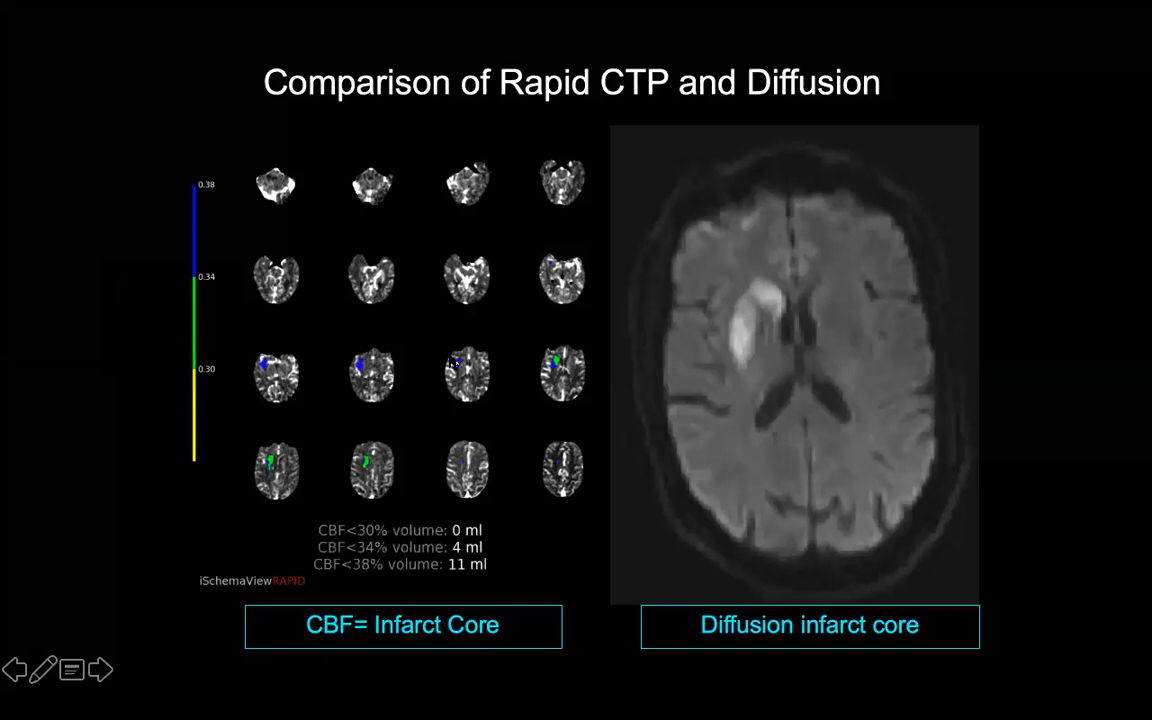 Comparison of Rapid CTP and Diffusion
0.38
0.34
0.30
CBF<30% volume: 0 ml
CBF<34% volume: 4 ml
CBF<38% volume: 11 ml
iSchemaViewRAPID
CBF= Infarct Core
Diffusion infarct core